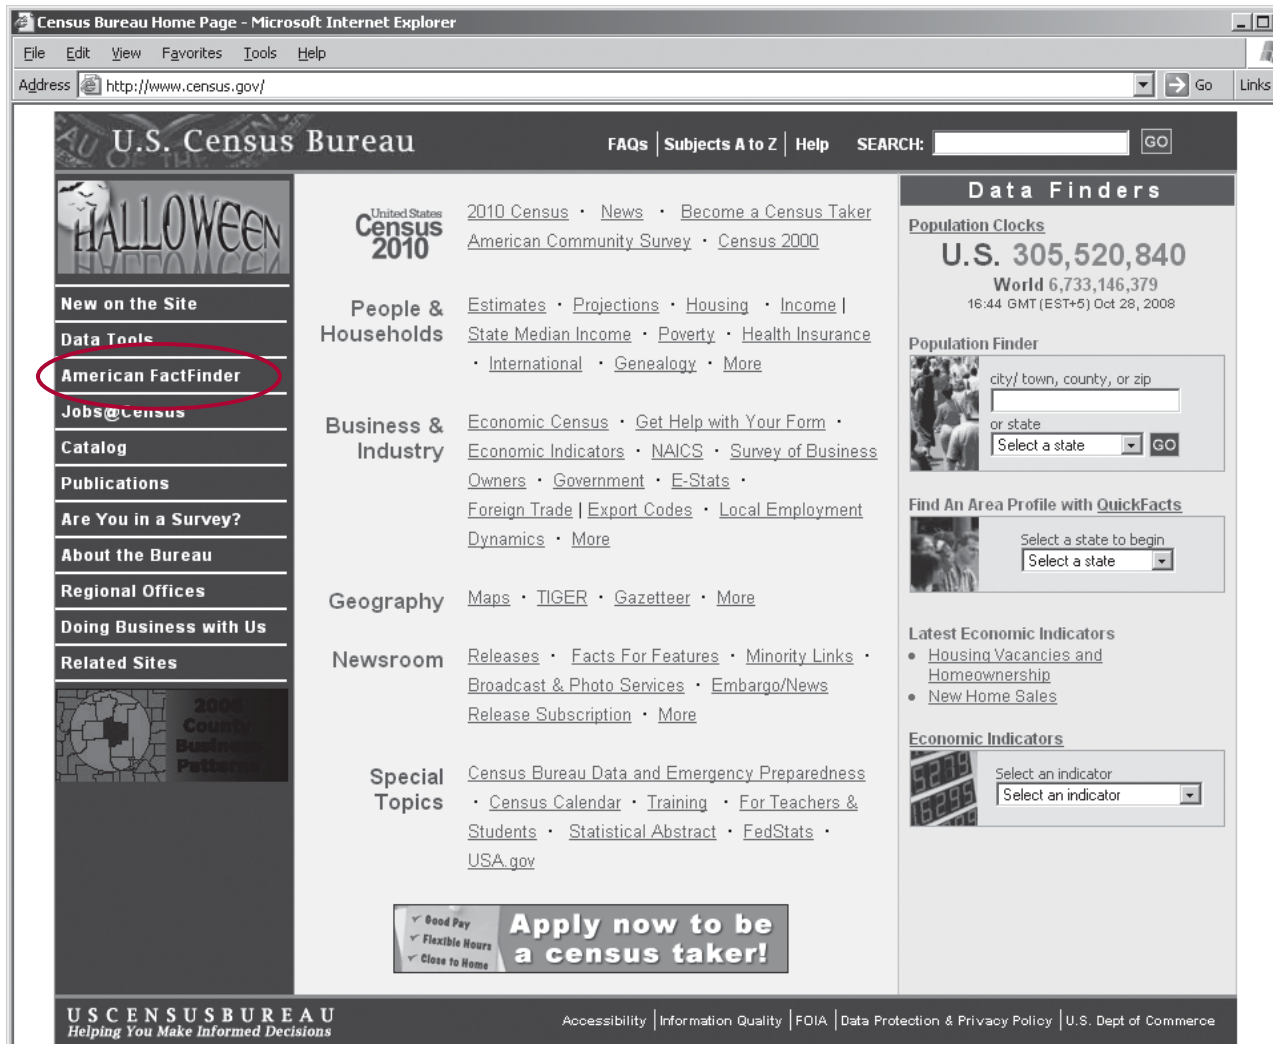 Census Bureau Home Page - Microsoft Internet Explorer
File Edit View Favorites Tools Help
Address http://www.census.gov/ Go Links
U.S. Census Bureau
FAQs | Subjects A to Z | Help SEARCH: GO
HALLOWEEN
New on the Site
Data Tools
American FactFinder
Jobs@Census
Catalog
Publications
Are You in a Survey?
About the Bureau
Regional Offices
Doing Business with Us
Related Sites
2006
County
Business
Patterns
United States
Census
2010
2010 Census · News · Become a Census Taker
American Community Survey · Census 2000
People &
Households
Estimates · Projections · Housing · Income |
State Median Income · Poverty · Health Insurance
· International · Genealogy · More
Business &
Industry
Economic Census · Get Help with Your Form ·
Economic Indicators · NAICS · Survey of Business
Owners · Government · E-Stats ·
Foreign Trade | Export Codes · Local Employment
Dynamics · More
Geography
Maps · TIGER · Gazetteer · More
Newsroom
Releases · Facts For Features · Minority Links ·
Broadcast & Photo Services · Embargo/News
Release Subscription · More
Special
Topics
Census Bureau Data and Emergency Preparedness
· Census Calendar · Training · For Teachers &
Students · Statistical Abstract · FedStats ·
USA.gov
Good Pay
Flexible Hours
Close to Home
Apply now to be
a census taker!
Data Finders
Population Clocks
U.S. 305,520,840
World 6,733,146,379
16:44 GMT (EST+5) Oct 28, 2008
Population Finder
city/ town, county, or zip
or state
Select a state GO
Find An Area Profile with QuickFacts
Select a state to begin
Select a state
Latest Economic Indicators
Housing Vacancies and
Homeownership
New Home Sales
Economic Indicators
Select an indicator
Select an indicator
USCENSUSBUREAU
Helping You Make Informed Decisions
Accessibility | Information Quality | FOIA | Data Protection & Privacy Policy | U.S. Dept of Commerce